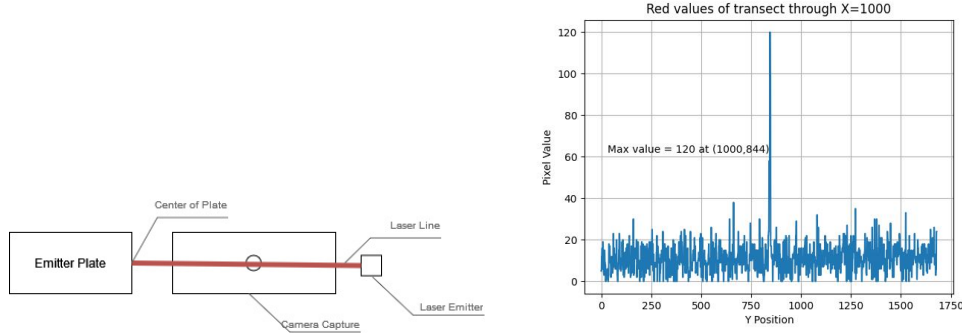 Center of Plate
Laser Line
Emitter Plate
Laser Emitter
Camera Capture
Red values of transect through X=1000
Pixel Value
120
100
80
60
40
20
0
Max value = 120 at (1000,844)
0 250 500 750 1000 1250 1500 1750
Y Position